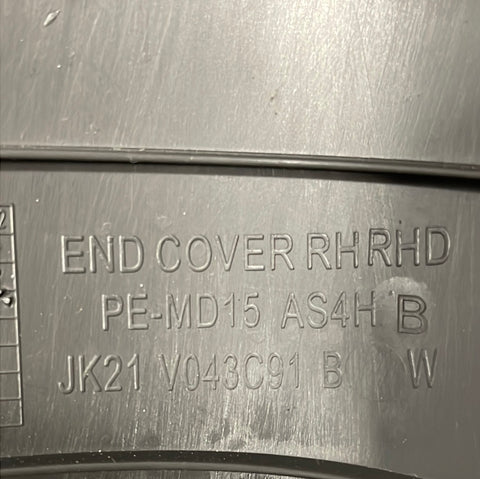 END COVER RH RHD
PE-MD15 AS4H B
JK21 V043C91 B W